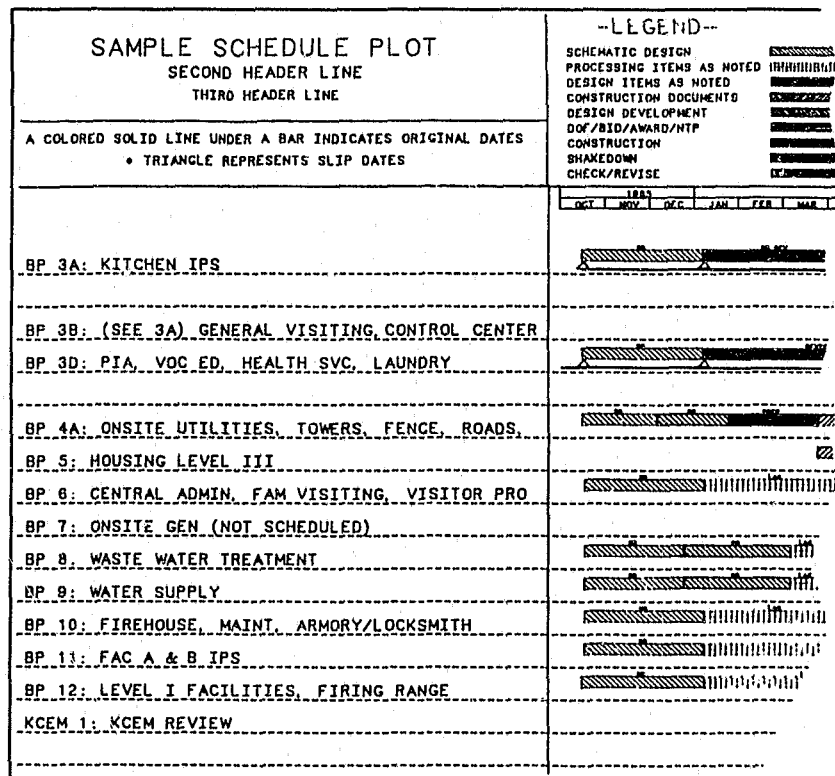 SAMPLE SCHEDULE PLOT
SECOND HEADER LINE
THIRD HEADER LINE
A COLORED SOLID LINE UNDER A BAR INDICATES ORIGINAL DATES
• TRIANGLE REPRESENTS SLIP DATES
--LEGEND--
SCHEMATIC DESIGN
PROCESSING ITEMS AS NOTED
DESIGN ITEMS AS NOTED
CONSTRUCTION DOCUMENTS
DESIGN DEVELOPMENT
DOF/BID/AWARD/NTP
CONSTRUCTION
SHAKEDOWN
CHECK/REVISE
OCT NOV DEC JAN FEB MAR
BP 3A: KITCHEN IPS
BP 3B: (SEE 3A) GENERAL VISITING, CONTROL CENTER
BP 3D: PIA, VOC ED, HEALTH SVC, LAUNDRY
BP 4A: ONSITE UTILITIES, TOWERS, FENCE, ROADS,
BP 5: HOUSING LEVEL III
BP 6: CENTRAL ADMIN, FAM VISITING, VISITOR PRO
BP 7: ONSITE GEN (NOT SCHEDULED)
BP 8. WASTE WATER TREATMENT
BP 9: WATER SUPPLY
BP 10: FIREHOUSE, MAINT, ARMORY/LOCKSMITH
BP 11: FAC A & B IPS
BP 12: LEVEL I FACILITIES, FIRING RANGE
KCEM 1: KCEM REVIEW